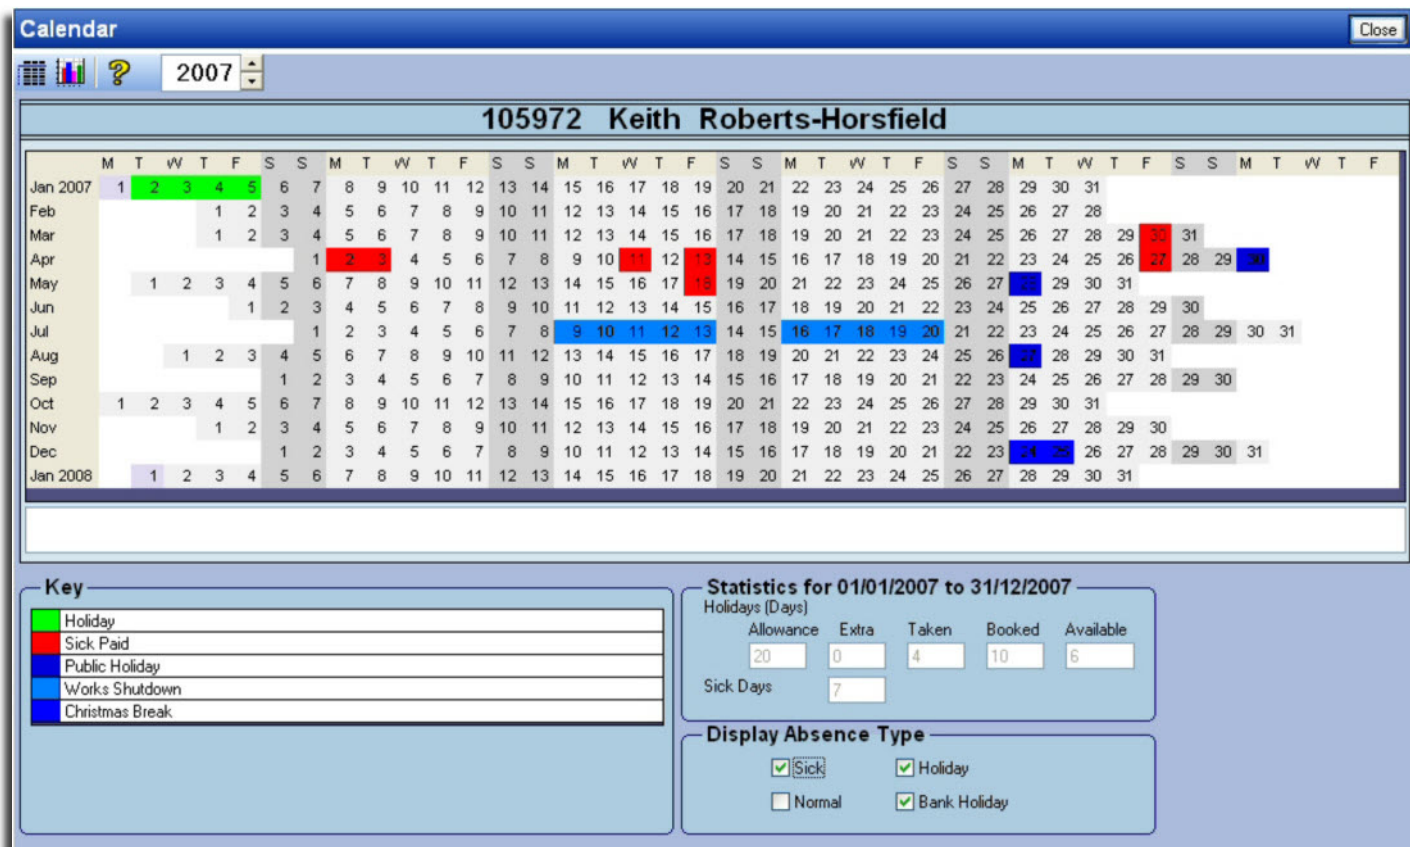 Calendar Close
2007
105972 Keith Roberts-Horsfield
M T W T F S S M T W T F S S M T W T F S S M T W T F S S M T W T F S S M T W T F
Jan 2007 1 2 3 4 5 6 7 8 9 10 11 12 13 14 15 16 17 18 19 20 21 22 23 24 25 26 27 28 29 30 31
Feb 1 2 3 4 5 6 7 8 9 10 11 12 13 14 15 16 17 18 19 20 21 22 23 24 25 26 27 28
Mar 1 2 3 4 5 6 7 8 9 10 11 12 13 14 15 16 17 18 19 20 21 22 23 24 25 26 27 28 29 30 31
Apr 1 2 3 4 5 6 7 8 9 10 11 12 13 14 15 16 17 18 19 20 21 22 23 24 25 26 27 28 29 30
May 1 2 3 4 5 6 7 8 9 10 11 12 13 14 15 16 17 18 19 20 21 22 23 24 25 26 27 28 29 30 31
Jun 1 2 3 4 5 6 7 8 9 10 11 12 13 14 15 16 17 18 19 20 21 22 23 24 25 26 27 28 29 30
Jul 1 2 3 4 5 6 7 8 9 10 11 12 13 14 15 16 17 18 19 20 21 22 23 24 25 26 27 28 29 30 31
Aug 1 2 3 4 5 6 7 8 9 10 11 12 13 14 15 16 17 18 19 20 21 22 23 24 25 26 27 28 29 30 31
Sep 1 2 3 4 5 6 7 8 9 10 11 12 13 14 15 16 17 18 19 20 21 22 23 24 25 26 27 28 29 30
Oct 1 2 3 4 5 6 7 8 9 10 11 12 13 14 15 16 17 18 19 20 21 22 23 24 25 26 27 28 29 30 31
Nov 1 2 3 4 5 6 7 8 9 10 11 12 13 14 15 16 17 18 19 20 21 22 23 24 25 26 27 28 29 30
Dec 1 2 3 4 5 6 7 8 9 10 11 12 13 14 15 16 17 18 19 20 21 22 23 24 25 26 27 28 29 30 31
Jan 2008 1 2 3 4 5 6 7 8 9 10 11 12 13 14 15 16 17 18 19 20 21 22 23 24 25 26 27 28 29 30 31
Key
Holiday
Sick Paid
Public Holiday
Works Shutdown
Christmas Break
Statistics for 01/01/2007 to 31/12/2007
Holidays (Days)
Allowance Extra Taken Booked Available
20 0 4 10 6
Sick Days 7
Display Absence Type
Sick Holiday
Normal Bank Holiday